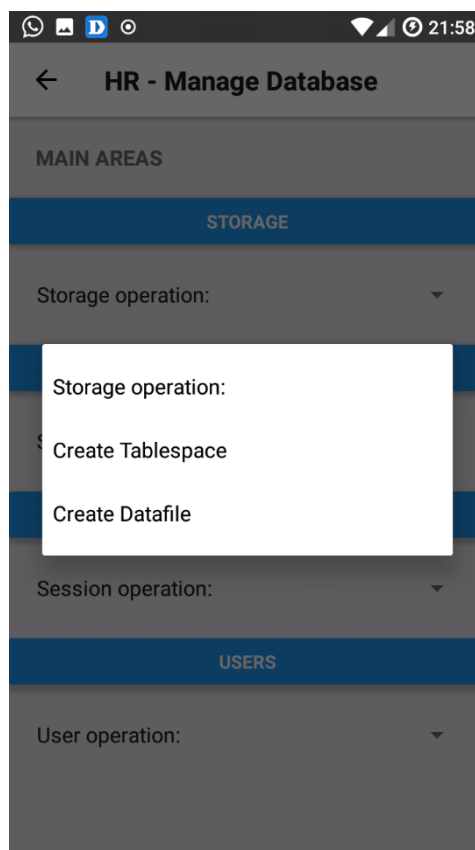 D 21:58
HR - Manage Database
MAIN AREAS
STORAGE
Storage operation:
Storage operation:
Create Tablespace
Create Datafile
Session operation:
USERS
User operation: